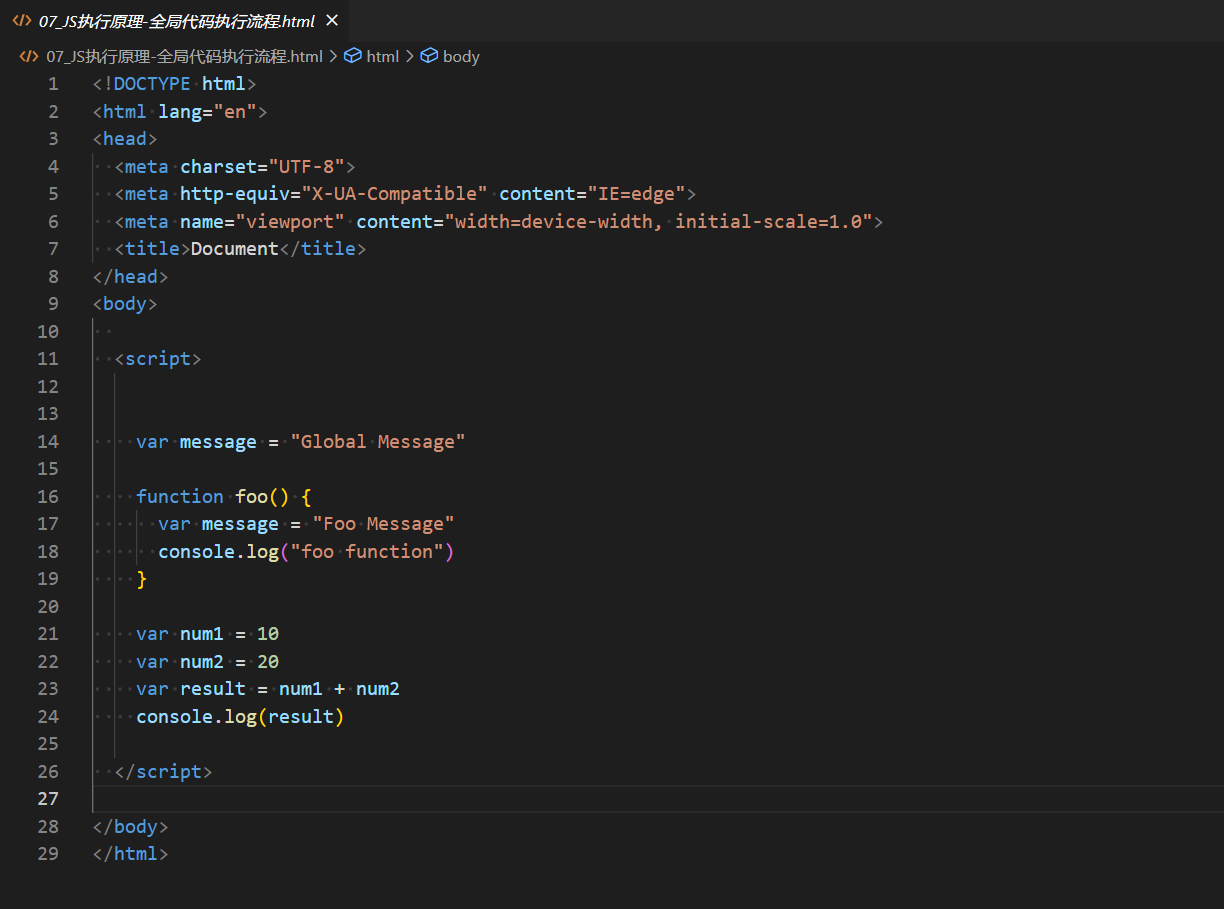 07_JS执行原理-全局代码执行流程.html
07_JS执行原理-全局代码执行流程.html > html > body
1 <!DOCTYPE html>
2 <html lang="en">
3 <head>
4   <meta charset="UTF-8">
5   <meta http-equiv="X-UA-Compatible" content="IE=edge">
6   <meta name="viewport" content="width=device-width, initial-scale=1.0">
7   <title>Document</title>
8 </head>
9 <body>
10
11   <script>
12
13
14     var message = "Global Message"
15
16     function foo() {
17       var message = "Foo Message"
18       console.log("foo function")
19     }
20
21     var num1 = 10
22     var num2 = 20
23     var result = num1 + num2
24     console.log(result)
25
26   </script>
27
28 </body>
29 </html>